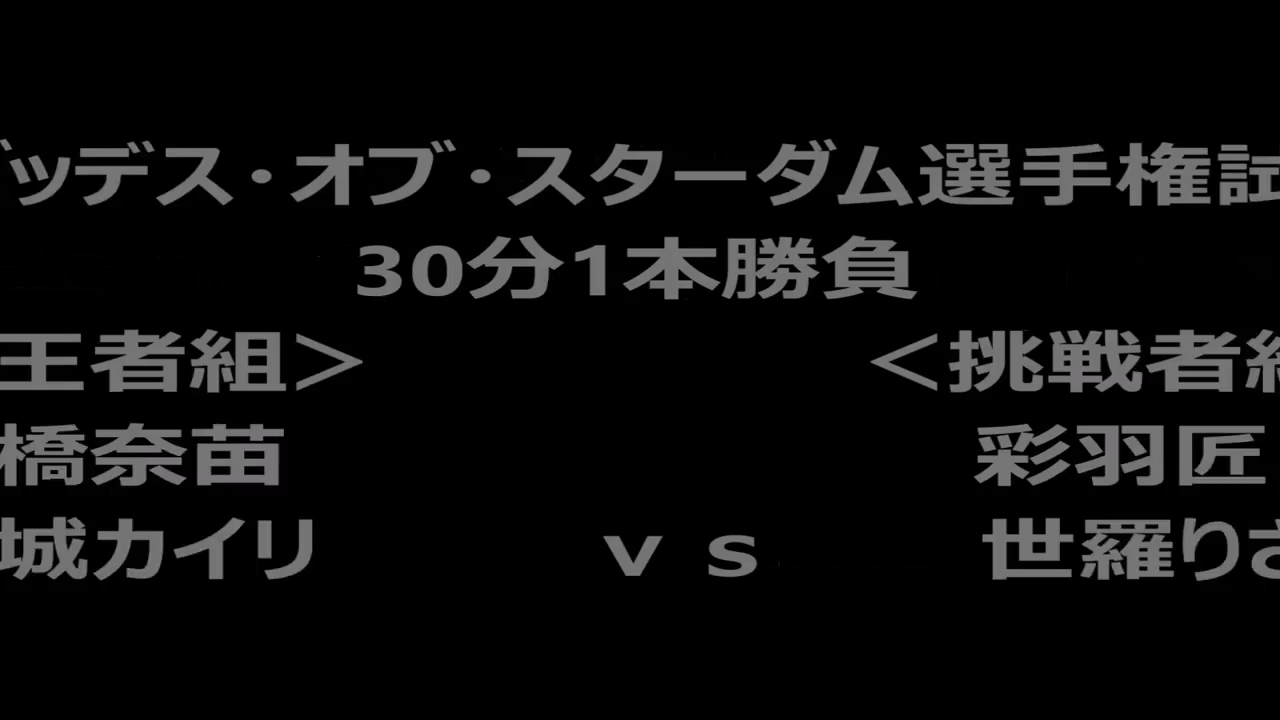 ッデス・オブ・スターダム選手権試
30分1本勝負
王者組＞ ＜挑戦者組
橋奈苗 彩羽匠
城カイリ ｖｓ 世羅りさ